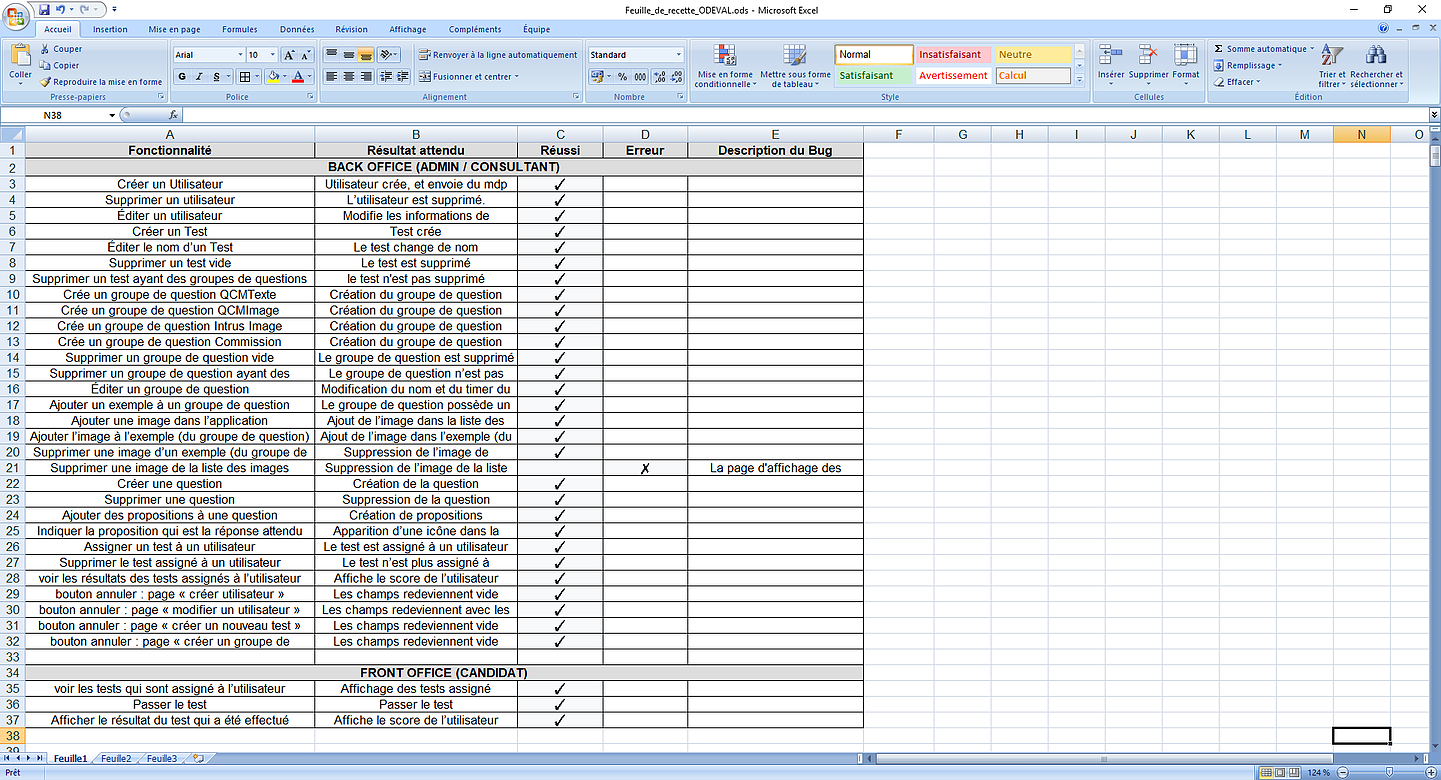 Feuille_de_recette_ODEVAL.ods - Microsoft Excel
Accueil Insertion Mise en page Formules Données Révision Affichage Compléments Équipe
Coller
Couper
Copier
Reproduire la mise en forme
Presse-papiers
Arial 10
G I S
Police
Renvoyer à la ligne automatiquement
Fusionner et centrer
Alignement
Standard
% 000
Nombre
Mise en forme conditionnelle
Mettre sous forme de tableau
Normal Insatisfaisant Neutre
Satisfaisant Avertissement Calcul
Style
Insérer Supprimer Format
Cellules
Σ Somme automatique
Remplissage
Effacer
Trier et filtrer
Rechercher et sélectionner
Édition
N38 fx
A B C D E F G H I J K L M N O
1 Fonctionnalité Résultat attendu Réussi Erreur Description du Bug
2 BACK OFFICE (ADMIN / CONSULTANT)
3 Créer un Utilisateur Utilisateur crée, et envoie du mdp ✓
4 Supprimer un utilisateur L’utilisateur est supprimé. ✓
5 Éditer un utilisateur Modifie les informations de ✓
6 Créer un Test Test crée ✓
7 Éditer le nom d’un Test Le test change de nom ✓
8 Supprimer un test vide Le test est supprimé ✓
9 Supprimer un test ayant des groupes de questions le test n'est pas supprimé ✓
10 Crée un groupe de question QCMTexte Création du groupe de question ✓
11 Crée un groupe de question QCMImage Création du groupe de question ✓
12 Crée un groupe de question Intrus Image Création du groupe de question ✓
13 Crée un groupe de question Commission Création du groupe de question ✓
14 Supprimer un groupe de question vide Le groupe de question est supprimé ✓
15 Supprimer un groupe de question ayant des Le groupe de question n’est pas ✓
16 Éditer un groupe de question Modification du nom et du timer du ✓
17 Ajouter un exemple à un groupe de question Le groupe de question possède un ✓
18 Ajouter une image dans l’application Ajout de l’image dans la liste des ✓
19 Ajouter l’image à l’exemple (du groupe de question) Ajout de l’image dans l’exemple (du ✓
20 Supprimer une image d’un exemple (du groupe de Suppression de l’image de ✓
21 Supprimer une image de la liste des images Suppression de l’image de la liste ✗ La page d'affichage des
22 Créer une question Création de la question ✓
23 Supprimer une question Suppression de la question ✓
24 Ajouter des propositions à une question Création de propositions ✓
25 Indiquer la proposition qui est la réponse attendu Apparition d’une icône dans la ✓
26 Assigner un test à un utilisateur Le test est assigné à un utilisateur ✓
27 Supprimer le test assigné à un utilisateur Le test n’est plus assigné à ✓
28 voir les résultats des tests assignés à l’utilisateur Affiche le score de l’utilisateur ✓
29 bouton annuler : page « créer utilisateur » Les champs redeviennent vide ✓
30 bouton annuler : page « modifier un utilisateur » Les champs redeviennent avec les ✓
31 bouton annuler : page « créer un nouveau test » Les champs redeviennent vide ✓
32 bouton annuler : page « créer un groupe de Les champs redeviennent vide ✓
33
34 FRONT OFFICE (CANDIDAT)
35 voir les tests qui sont assigné à l’utilisateur Affichage des tests assigné ✓
36 Passer le test Passer le test ✓
37 Afficher le résultat du test qui a été effectué Affiche le score de l’utilisateur ✓
38
39
Feuille1 Feuille2 Feuille3
Prêt 124 %